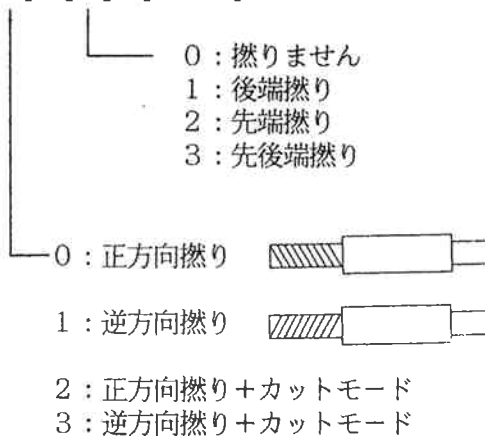 0：撚りません
1：後端撚り
2：先端撚り
3：先後端撚り
0：正方向撚り
1：逆方向撚り
2：正方向撚り＋カットモード
3：逆方向撚り＋カットモード